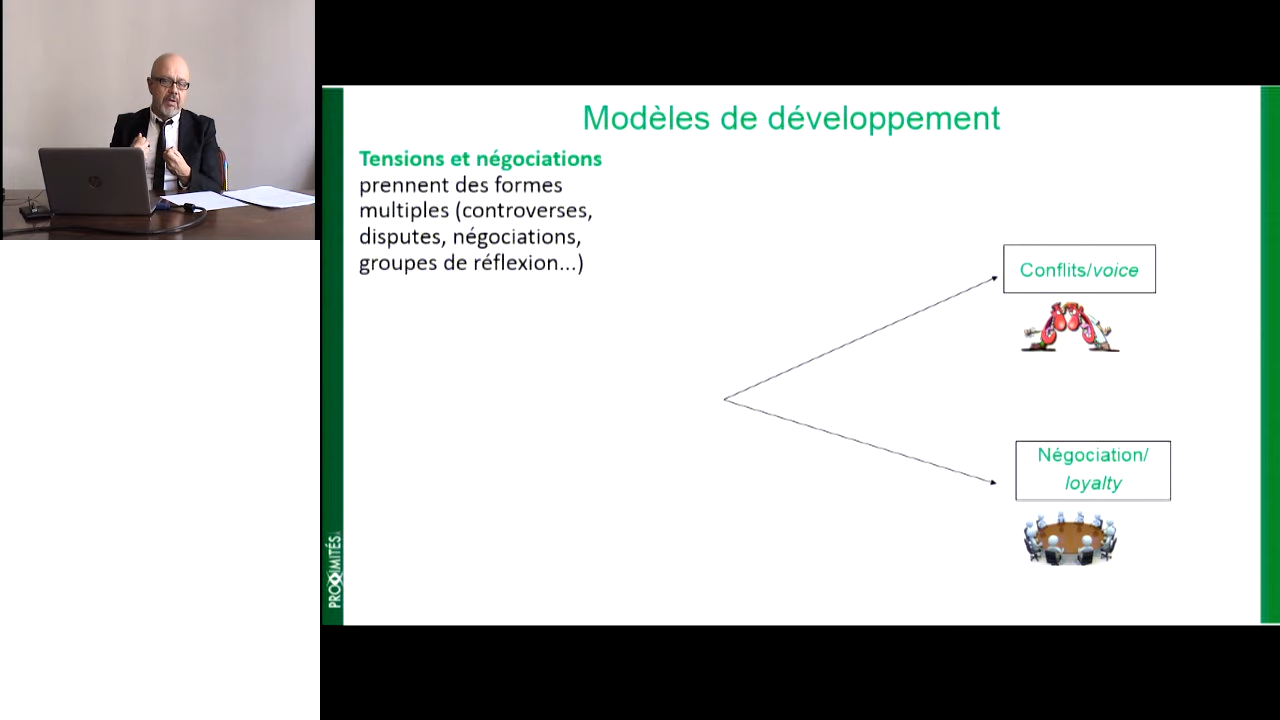 Modèles de développement
Tensions et négociations
prennent des formes
multiples (controverses,
disputes, négociations,
groupes de réflexion...)
Conflits/voice
Négociation/
loyalty
PROXIMITÉS